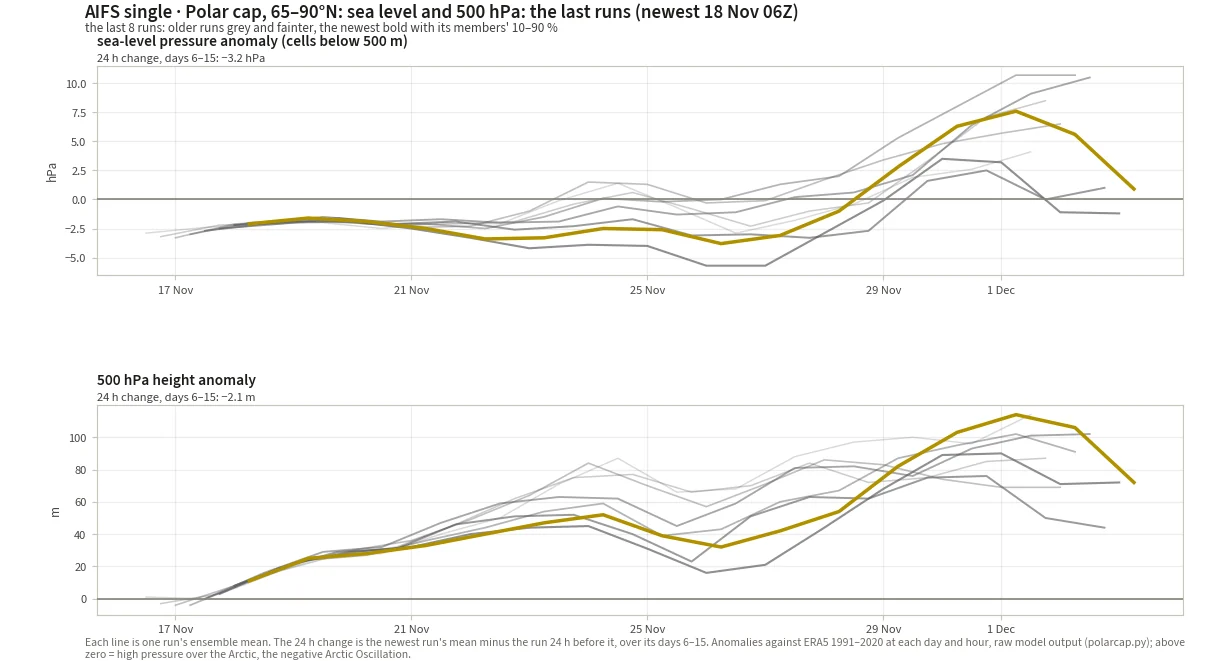 AIFS single · Polar cap, 65–90°N: sea level and 500 hPa: the last runs (newest 18 Nov 06Z)
the last 8 runs: older runs grey and fainter, the newest bold with its members' 10–90 %
sea-level pressure anomaly (cells below 500 m)
24 h change, days 6–15: −3.2 hPa
10.0
7.5
5.0
2.5
0.0
−2.5
−5.0
hPa
17 Nov
21 Nov
25 Nov
29 Nov
1 Dec
500 hPa height anomaly
24 h change, days 6–15: −2.1 m
100
80
60
40
20
0
m
17 Nov
21 Nov
25 Nov
29 Nov
1 Dec
Each line is one run's ensemble mean. The 24 h change is the newest run's mean minus the run 24 h before it, over its days 6–15. Anomalies against ERA5 1991–2020 at each day and hour, raw model output (polarcap.py); above
zero = high pressure over the Arctic, the negative Arctic Oscillation.